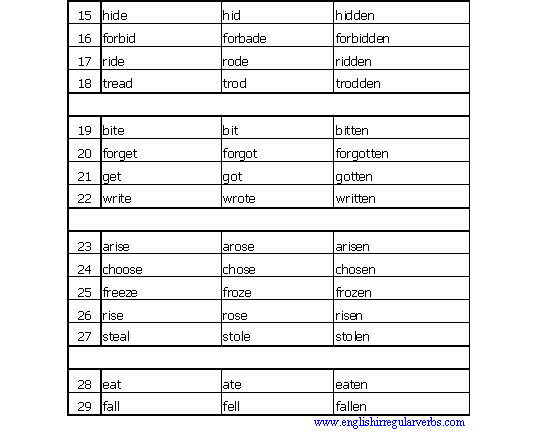 15 hide hid hidden
16 forbid forbade forbidden
17 ride rode ridden
18 tread trod trodden
19 bite bit bitten
20 forget forgot forgotten
21 get got gotten
22 write wrote written
23 arise arose arisen
24 choose chose chosen
25 freeze froze frozen
26 rise rose risen
27 steal stole stolen
28 eat ate eaten
29 fall fell fallen
www.englishirregularverbs.com